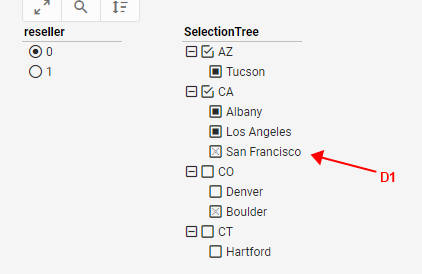 reseller
0
1
SelectionTree
AZ
Tucson
CA
Albany
Los Angeles
San Francisco
D1
CO
Denver
Boulder
CT
Hartford